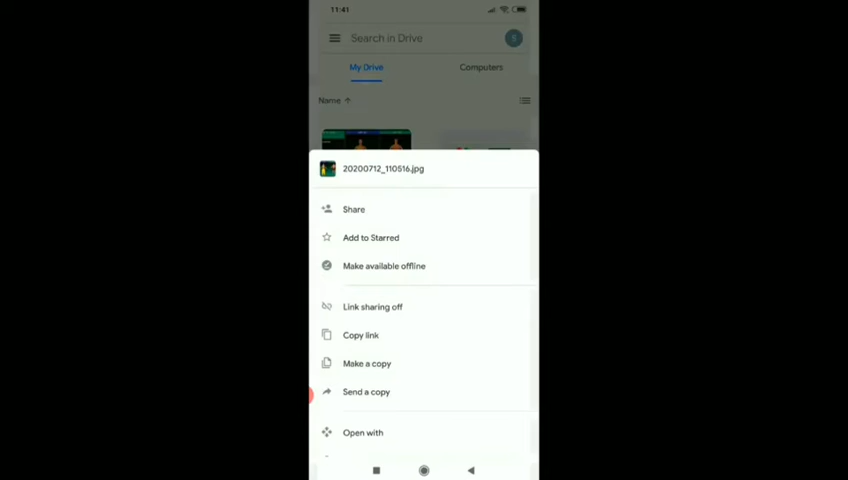 11:41
Search in Drive
S
My Drive
Computers
Name
20200712_110516.jpg
Share
Add to Starred
Make available offline
Link sharing off
Copy link
Make a copy
Send a copy
Open with